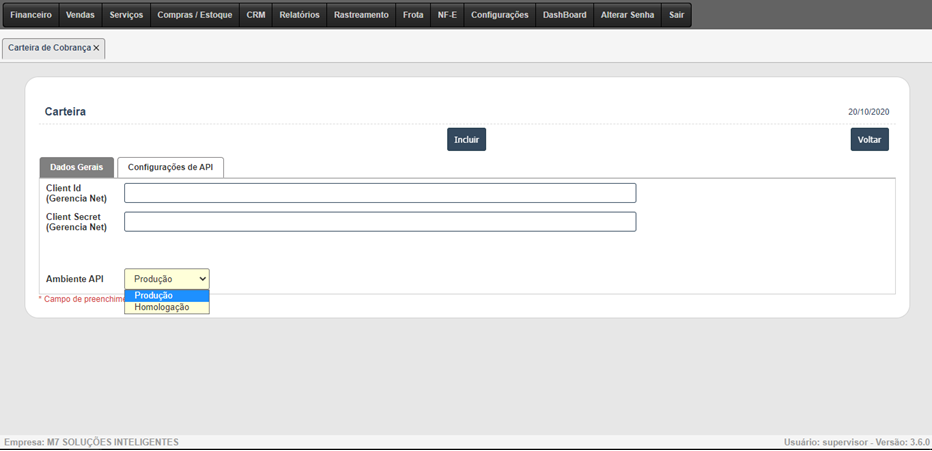 Financeiro Vendas Serviços Compras / Estoque CRM Relatórios Rastreamento Frota NF-E Configurações DashBoard Alterar Senha Sair
Carteira de Cobrança X
Carteira 20/10/2020
Incluir Voltar
Dados Gerais Configurações de API
Client Id
(Gerencia Net)
Client Secret
(Gerencia Net)
Ambiente API Produção
Produção
* Campo de
Homologação
Empresa: M7 SOLUÇÕES INTELIGENTES Usuário: supervisor - Versão: 3.6.0